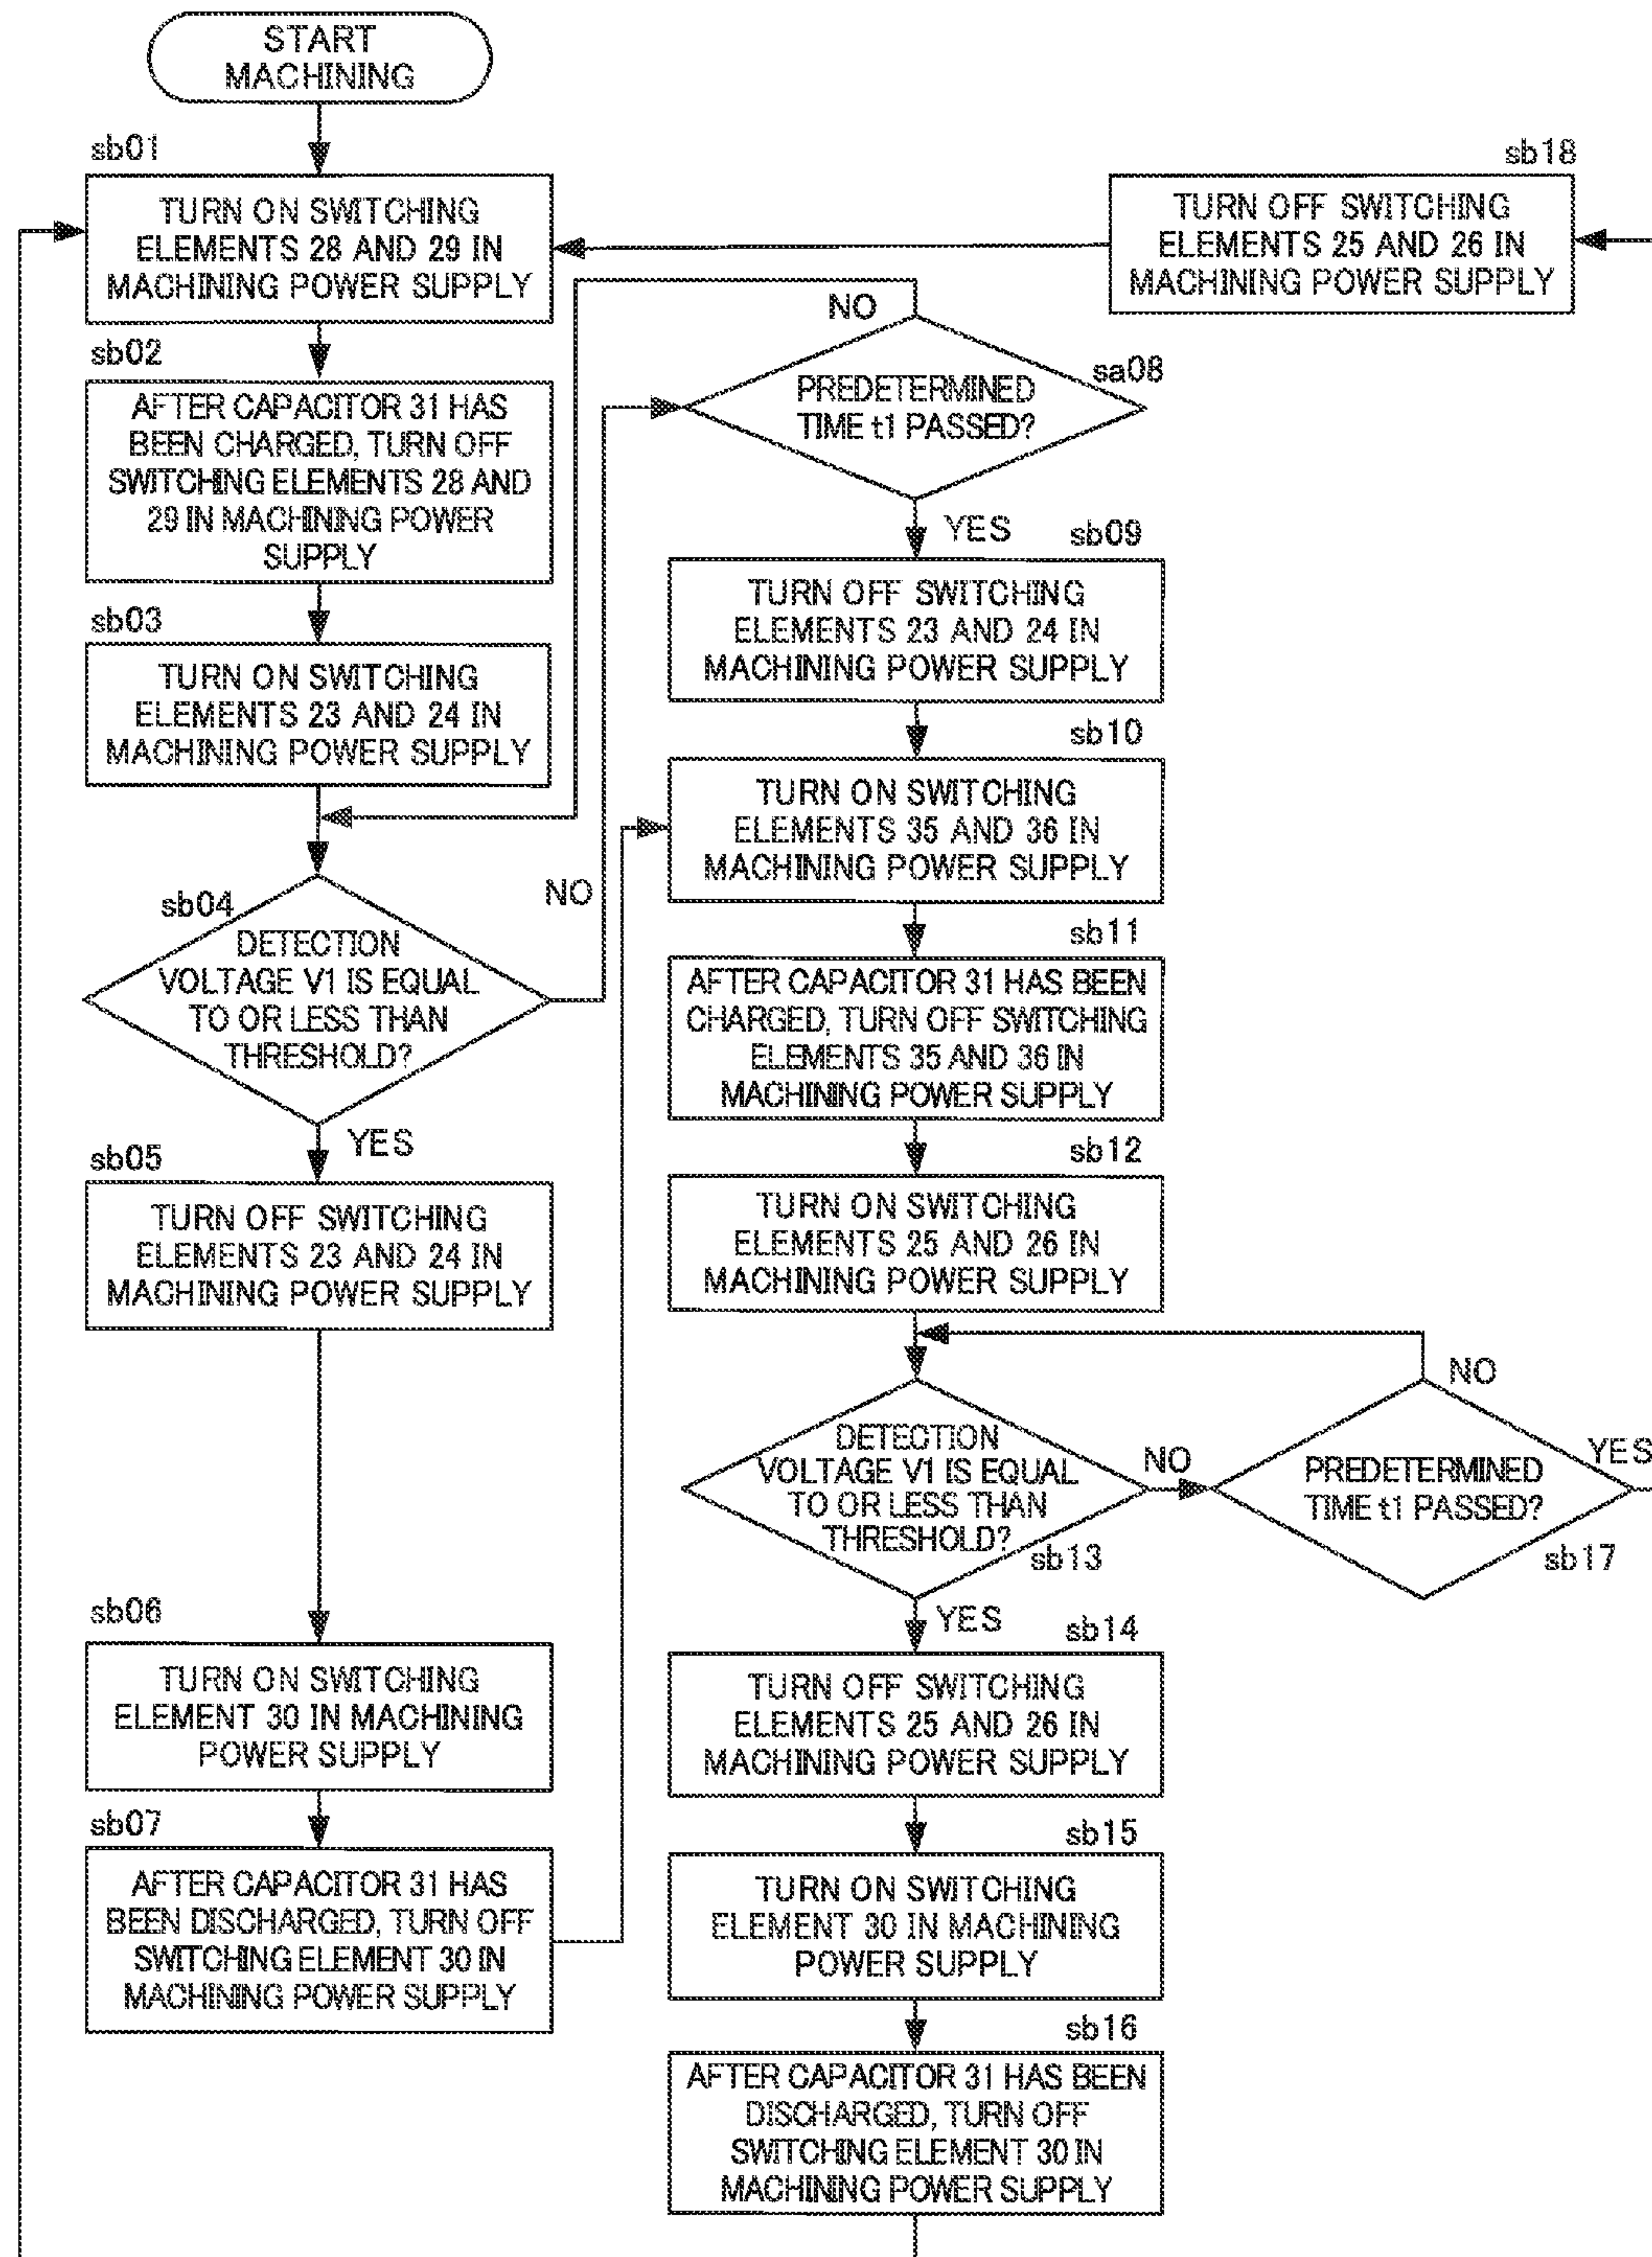 START
MACHINING
sb01
TURN ON SWITCHING
ELEMENTS 28 AND 29 IN
MACHINING POWER SUPPLY
sb02
AFTER CAPACITOR 31 HAS
BEEN CHARGED, TURN OFF
SWITCHING ELEMENTS 28 AND
29 IN MACHINING POWER
SUPPLY
sb03
TURN ON SWITCHING
ELEMENTS 23 AND 24 IN
MACHINING POWER SUPPLY
sb04
DETECTION
VOLTAGE V1 IS EQUAL
TO OR LESS THAN
THRESHOLD?
NO
YES
sb05
TURN OFF SWITCHING
ELEMENTS 23 AND 24 IN
MACHINING POWER SUPPLY
sb06
TURN ON SWITCHING
ELEMENT 30 IN MACHINING
POWER SUPPLY
sb07
AFTER CAPACITOR 31 HAS
BEEN DISCHARGED, TURN OFF
SWITCHING ELEMENT 30 IN
MACHINING POWER SUPPLY
NO
sa08
PREDETERMINED
TIME t1 PASSED?
YES
sb09
TURN OFF SWITCHING
ELEMENTS 23 AND 24 IN
MACHINING POWER SUPPLY
sb10
TURN ON SWITCHING
ELEMENTS 35 AND 36 IN
MACHINING POWER SUPPLY
sb11
AFTER CAPACITOR 31 HAS BEEN
CHARGED, TURN OFF SWITCHING
ELEMENTS 35 AND 36 IN
MACHINING POWER SUPPLY
sb12
TURN ON SWITCHING
ELEMENTS 25 AND 26 IN
MACHINING POWER SUPPLY
DETECTION
VOLTAGE V1 IS EQUAL
TO OR LESS THAN
THRESHOLD?
sb13
NO
YES
sb14
TURN OFF SWITCHING
ELEMENTS 25 AND 26 IN
MACHINING POWER SUPPLY
sb15
TURN ON SWITCHING
ELEMENT 30 IN MACHINING
POWER SUPPLY
sb16
AFTER CAPACITOR 31 HAS BEEN
DISCHARGED, TURN OFF
SWITCHING ELEMENT 30 IN
MACHINING POWER SUPPLY
NO
PREDETERMINED
TIME t1 PASSED?
YES
sb17
sb18
TURN OFF SWITCHING
ELEMENTS 25 AND 26 IN
MACHINING POWER SUPPLY